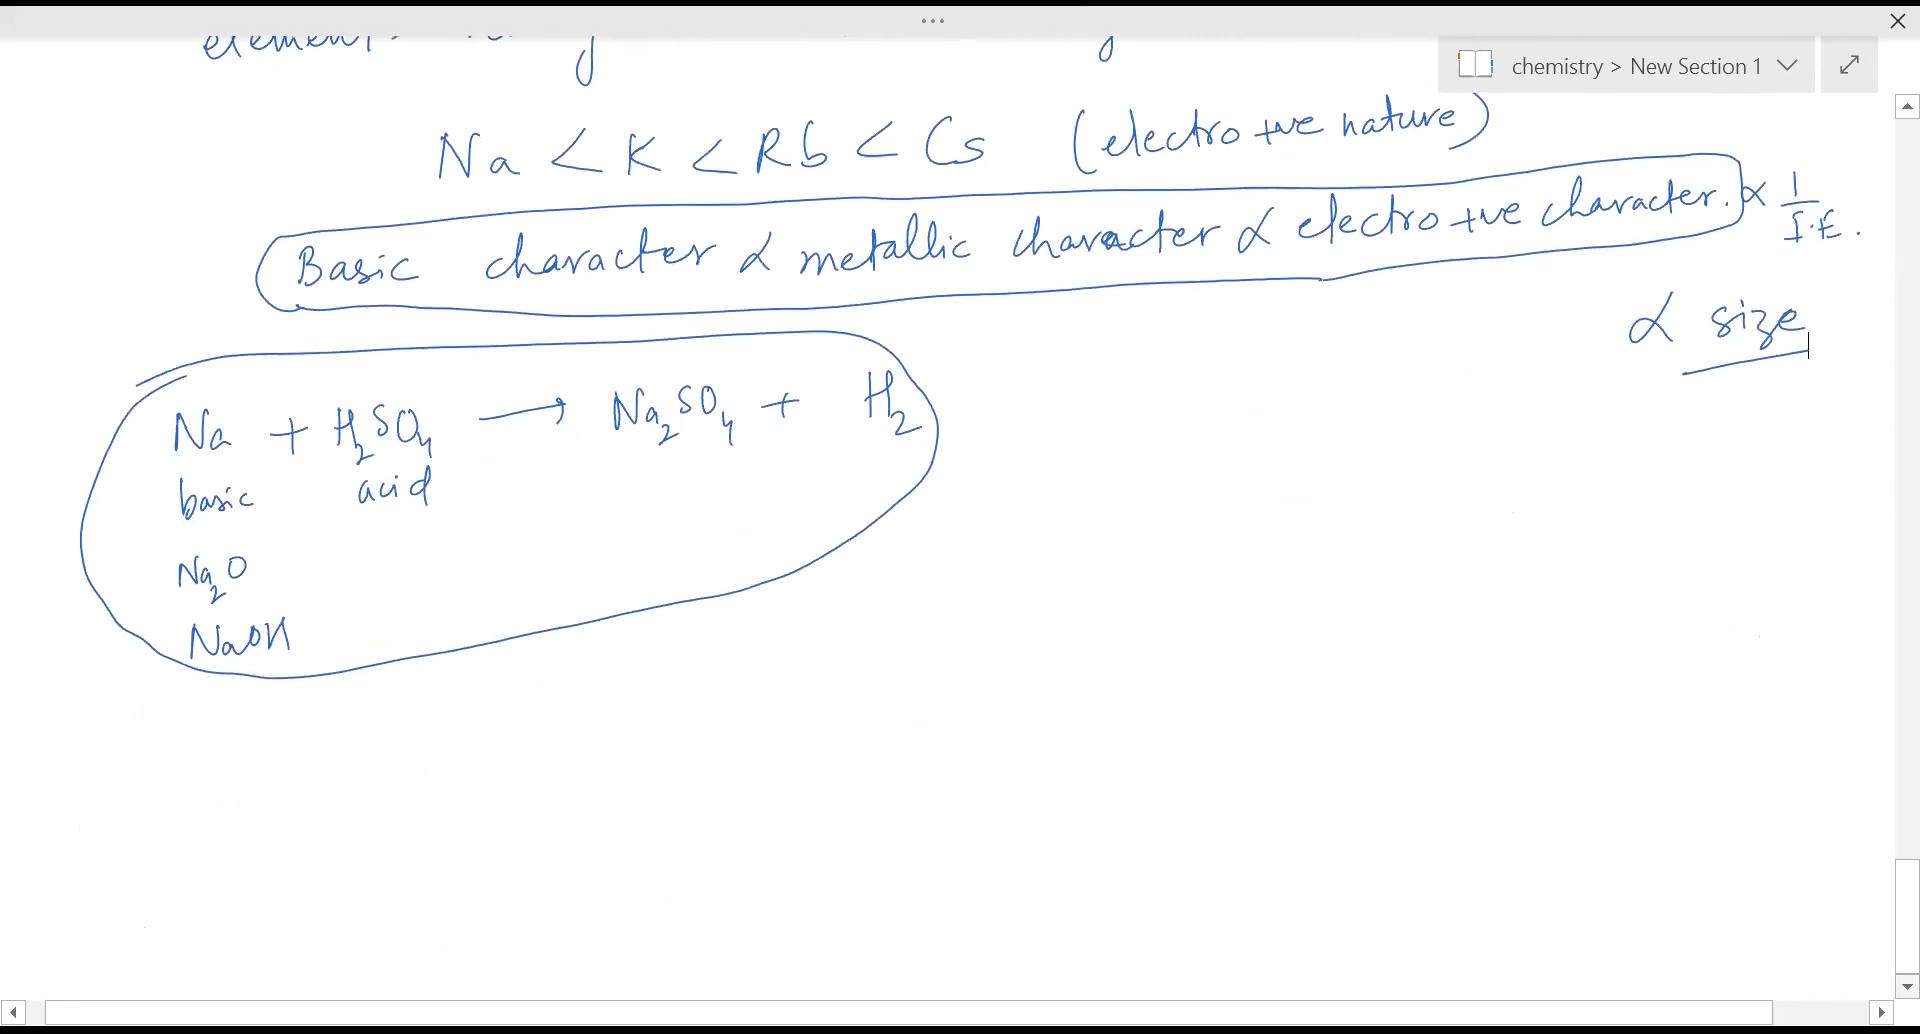 chemistry > New Section 1
Na < K < Rb < Cs (electro +ve nature)
Basic character ∝ metallic character ∝ electro +ve character. ∝ 1/I.E.
∝ size
Na + H₂SO₄ ⟶ Na₂SO₄ + H₂
basic acid
Na₂O
NaOH